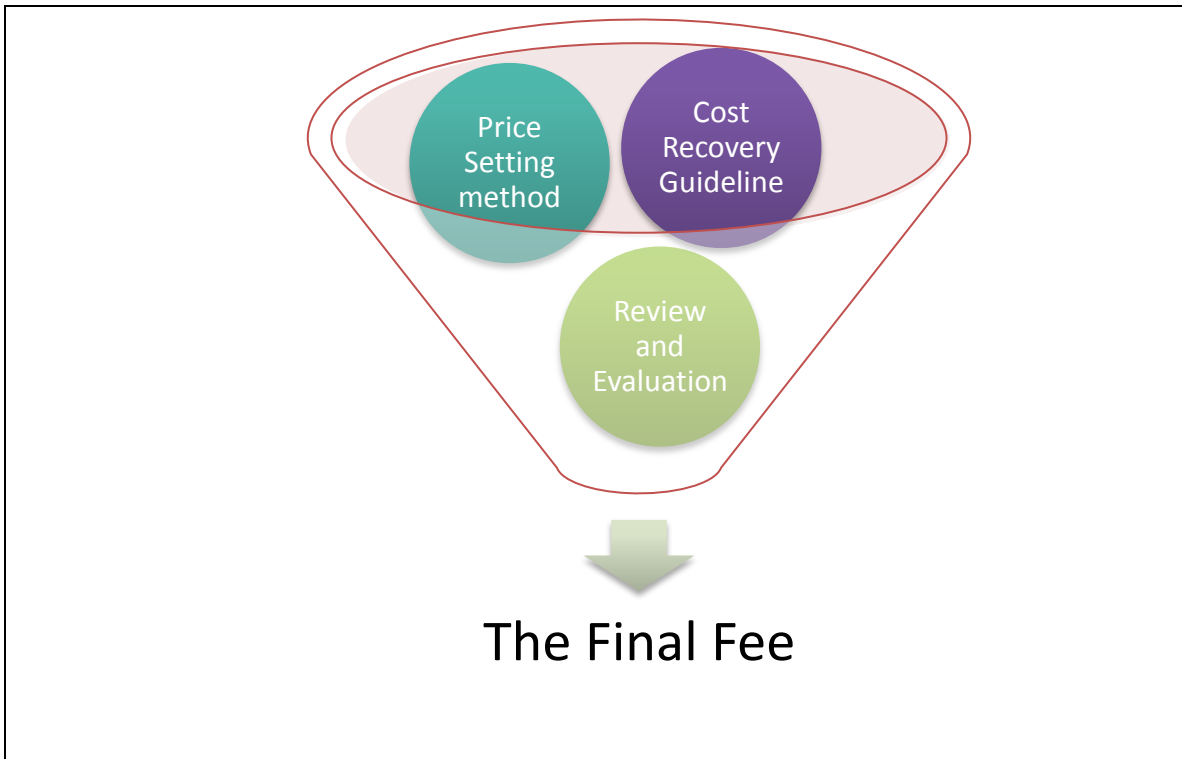 Price
Setting
method
Cost
Recovery
Guideline
Review
and
Evaluation
The Final Fee